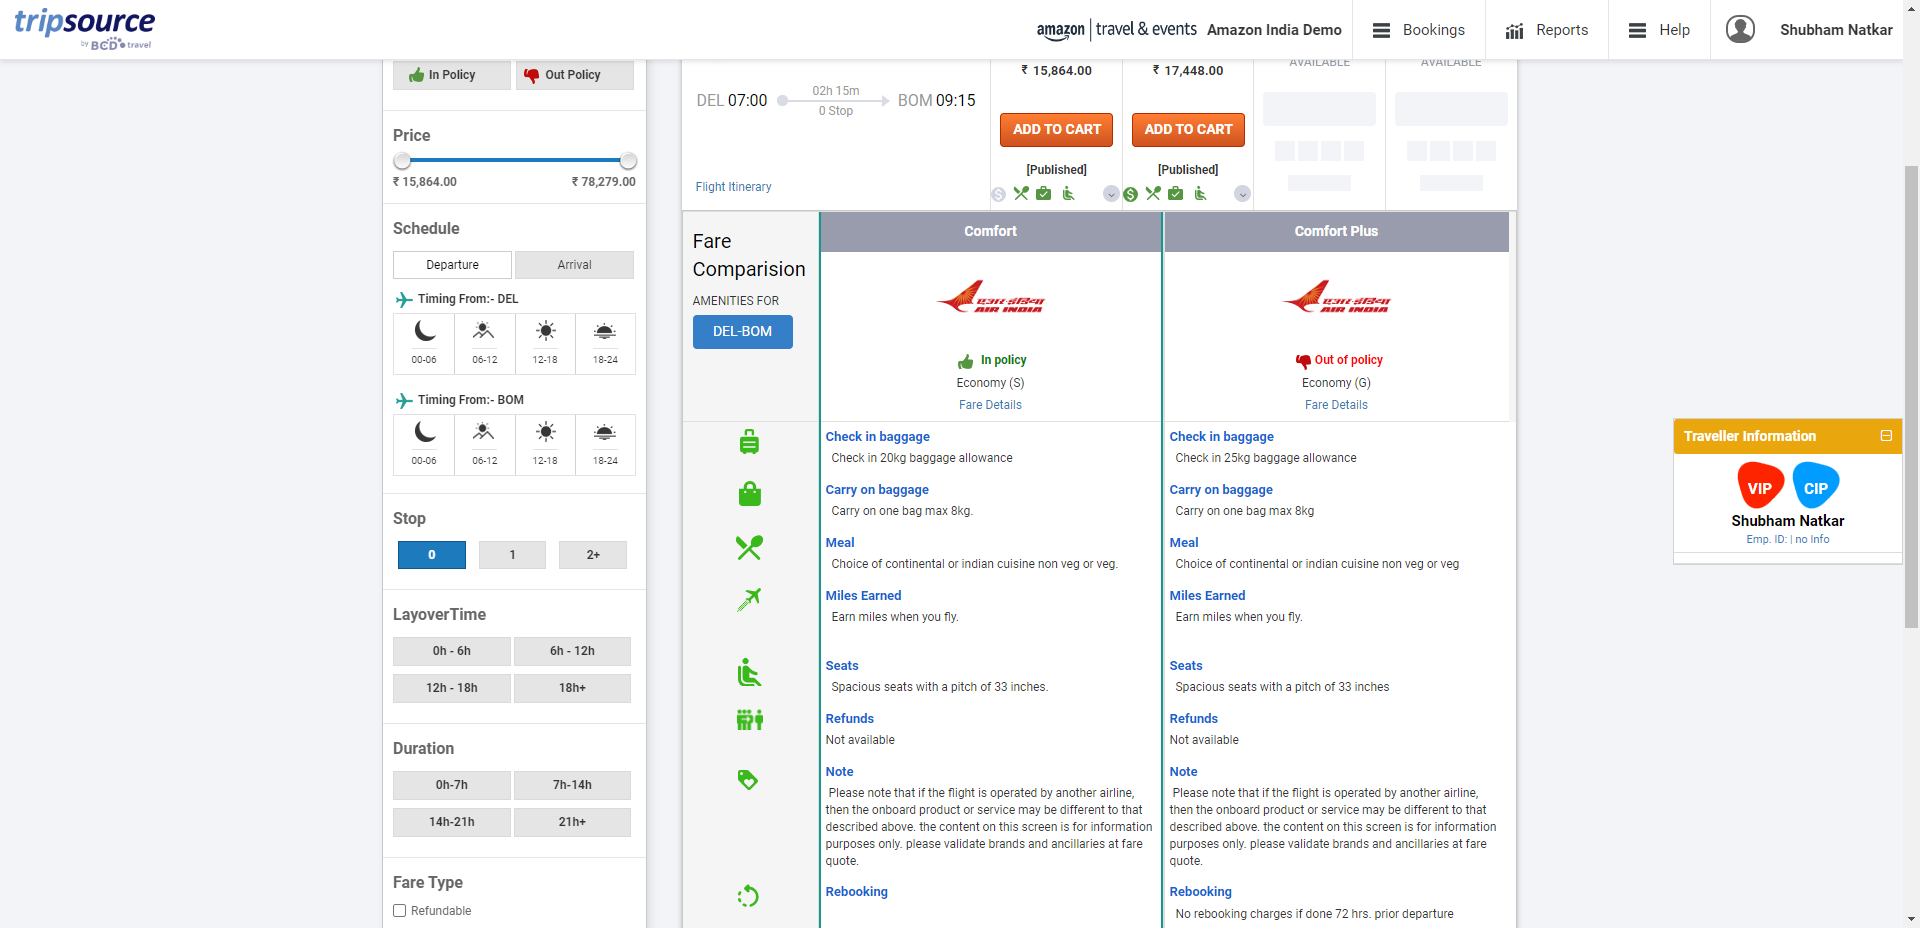 tripsource
by BCD travel
amazon | travel & events
Amazon India Demo
Bookings
Reports
Help
Shubham Natkar
In Policy
Out Policy
Price
₹ 15,864.00
₹ 78,279.00
Schedule
Departure
Arrival
Timing From:- DEL
00-06
06-12
12-18
18-24
Timing From:- BOM
00-06
06-12
12-18
18-24
Stop
0
1
2+
LayoverTime
0h - 6h
6h - 12h
12h - 18h
18h+
Duration
0h-7h
7h-14h
14h-21h
21h+
Fare Type
Refundable
DEL 07:00
02h 15m
0 Stop
BOM 09:15
Flight Itinerary
₹ 15,864.00
ADD TO CART
[Published]
₹ 17,448.00
ADD TO CART
[Published]
AVAILABLE
AVAILABLE
Fare
Comparision
AMENITIES FOR
DEL-BOM
Comfort
एअर-इंडिया
AIR INDIA
In policy
Economy (S)
Fare Details
Check in baggage
Check in 20kg baggage allowance
Carry on baggage
Carry on one bag max 8kg.
Meal
Choice of continental or indian cuisine non veg or veg.
Miles Earned
Earn miles when you fly.
Seats
Spacious seats with a pitch of 33 inches.
Refunds
Not available
Note
Please note that if the flight is operated by another airline,
then the onboard product or service may be different to that
described above. the content on this screen is for information
purposes only. please validate brands and ancillaries at fare
quote.
Rebooking
Comfort Plus
एअर-इंडिया
AIR INDIA
Out of policy
Economy (G)
Fare Details
Check in baggage
Check in 25kg baggage allowance
Carry on baggage
Carry on one bag max 8kg
Meal
Choice of continental or indian cuisine non veg or veg
Miles Earned
Earn miles when you fly.
Seats
Spacious seats with a pitch of 33 inches
Refunds
Not available
Note
Please note that if the flight is operated by another airline,
then the onboard product or service may be different to that
described above. the content on this screen is for information
purposes only. please validate brands and ancillaries at fare
quote.
Rebooking
No rebooking charges if done 72 hrs. prior departure
Traveller Information
VIP
CIP
Shubham Natkar
Emp. ID: | no Info